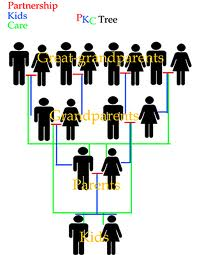 Partnership
Kids
Care
PKC Tree
Great-grandparents
Grandparents
Parents
Kids